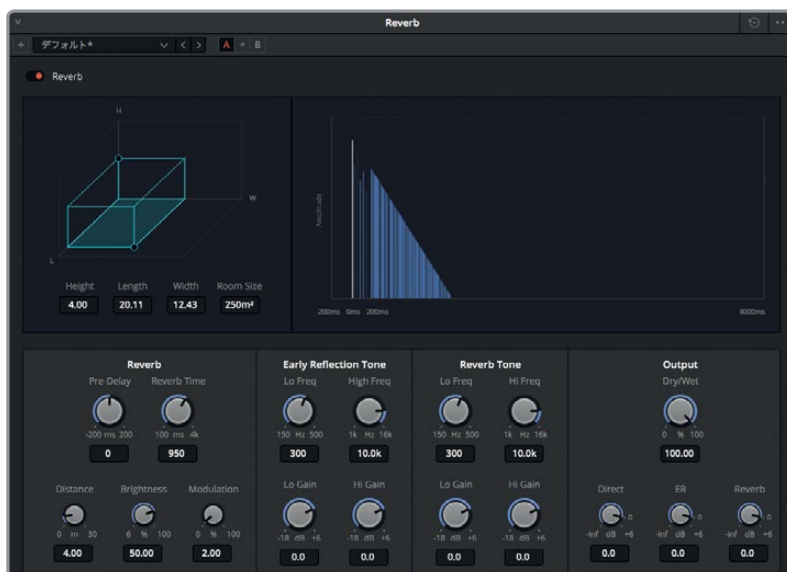 Reverb
デフォルト*
A
B
Reverb
H
W
L
Height Length Width Room Size
4.00 20.11 12.43 250m²
Amplitude
-200ms 0ms 200ms 4000ms
Reverb
Pre-Delay Reverb Time
-200 ms 200 100 ms 4k
0 950
Distance Brightness Modulation
0 m 30 6 % 100 0 % 100
4.00 50.00 2.00
Early Reflection Tone
Lo Freq High Freq
150 Hz 500 1k Hz 16k
300 10.0k
Lo Gain Hi Gain
-18 dB +6 -18 dB +6
0.0 0.0
Reverb Tone
Lo Freq Hi Freq
150 Hz 500 1k Hz 16k
300 10.0k
Lo Gain Hi Gain
-18 dB +6 -18 dB +6
0.0 0.0
Output
Dry/Wet
0 % 100
100.00
Direct ER Reverb
0 0 0
-inf dB +6 -inf dB +6 -inf dB +6
0.0 0.0 0.0